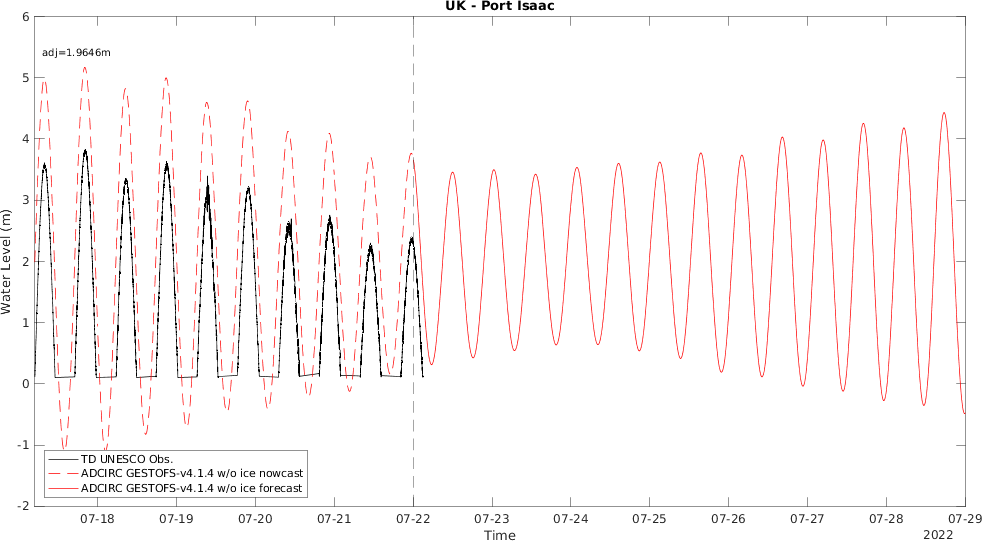 UK - Port Isaac
adj=1.9646m
6
5
4
3
2
1
0
-1
-2
Water Level (m)
TD UNESCO Obs.
ADCIRC GESTOFS-v4.1.4 w/o ice nowcast
ADCIRC GESTOFS-v4.1.4 w/o ice forecast
07-18 07-19 07-20 07-21 07-22 07-23 07-24 07-25 07-26 07-27 07-28 07-29
Time
2022